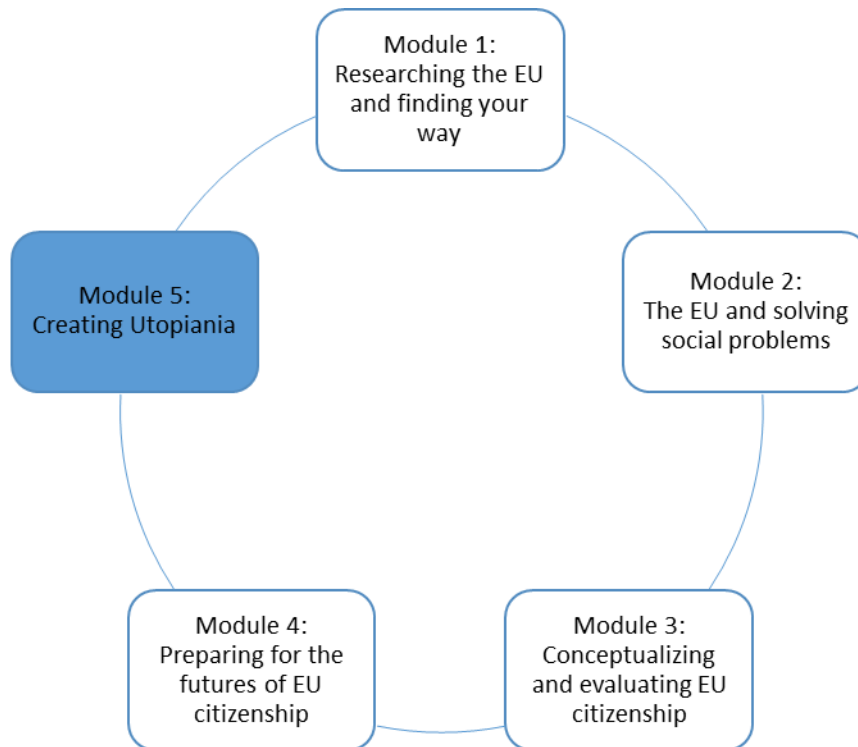 Module 1:
Researching the EU
and finding your
way
Module 2:
The EU and solving
social problems
Module 3:
Conceptualizing
and evaluating EU
citizenship
Module 4:
Preparing for the
futures of EU
citizenship
Module 5:
Creating Utopiania